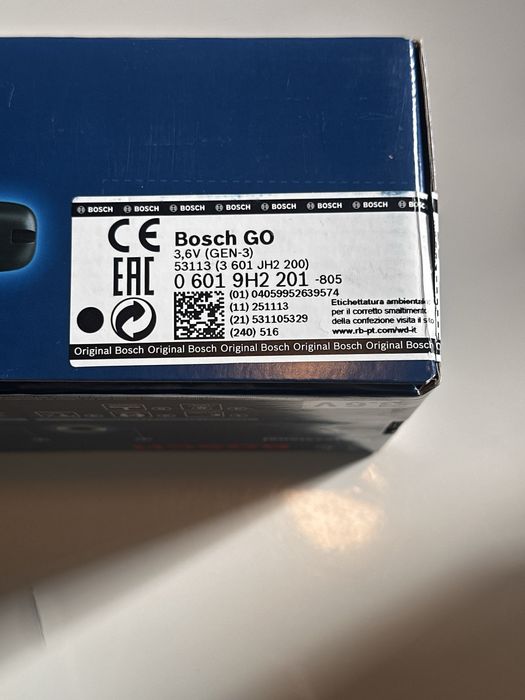 BOSCH BOSCH BOSCH BOSCH BOSCH BOSCH BOSCH
CE
Bosch GO
3,6V (GEN-3)
53113 (3 601 JH2 200)
EAC
0 601 9H2 201 -805
(01) 04059952639574
(11) 251113
(21) 531105329
(240) 516
Etichettatura ambientale
per il corretto smaltimento
della confezione visita il sito
www.rb-pt.com/wd-it
Original Bosch Original Bosch Original Bosch Original Bosch Original Bosch